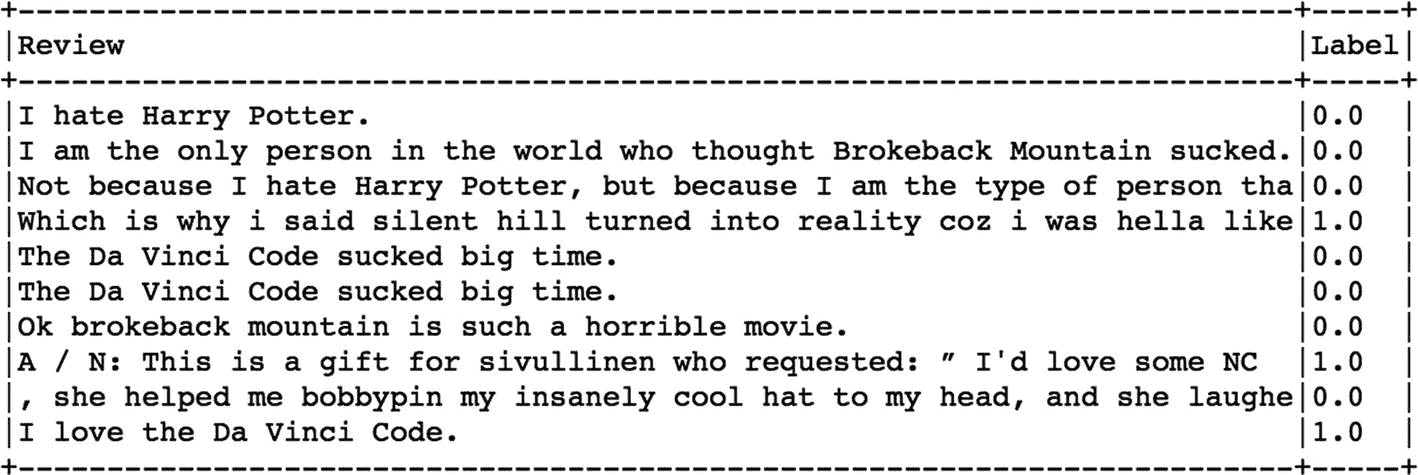 +------------------------------------------------------------------------+-----+
|Review                                                                  |Label|
+------------------------------------------------------------------------+-----+
|I hate Harry Potter.                                                    |0.0  |
|I am the only person in the world who thought Brokeback Mountain sucked.|0.0  |
|Not because I hate Harry Potter, but because I am the type of person tha|0.0  |
|Which is why i said silent hill turned into reality coz i was hella like|1.0  |
|The Da Vinci Code sucked big time.                                      |0.0  |
|The Da Vinci Code sucked big time.                                      |0.0  |
|Ok brokeback mountain is such a horrible movie.                         |0.0  |
|A / N: This is a gift for sivullinen who requested: ” I'd love some NC  |1.0  |
|, she helped me bobbypin my insanely cool hat to my head, and she laughe|0.0  |
|I love the Da Vinci Code.                                               |1.0  |
+------------------------------------------------------------------------+-----+